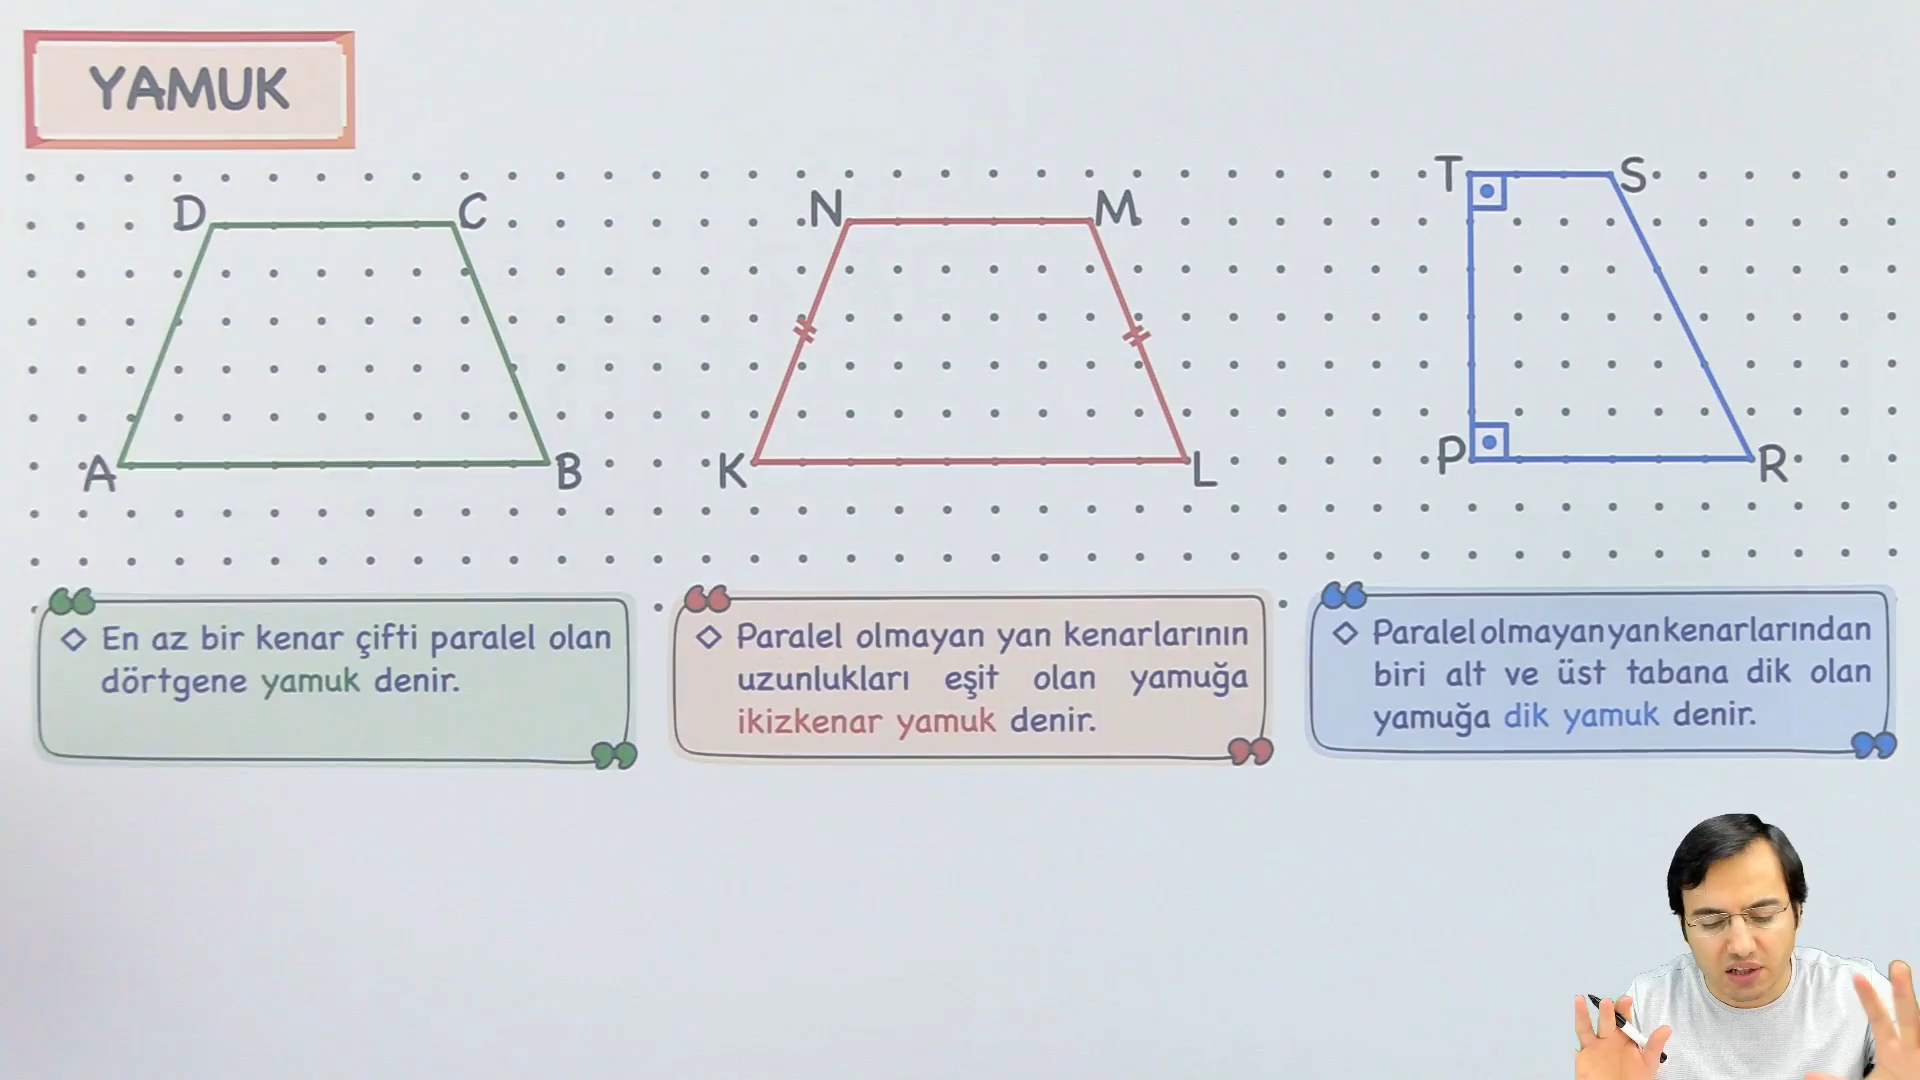 YAMUK
D
C
A
B
N
M
K
L
T
S
P
R
◇ En az bir kenar çifti paralel olan
dörtgene yamuk denir.
◇ Paralel olmayan yan kenarlarının
uzunlukları eşit olan yamuğa
ikizkenar yamuk denir.
◇ Paralel olmayan yan kenarlarından
biri alt ve üst tabana dik olan
yamuğa dik yamuk denir.